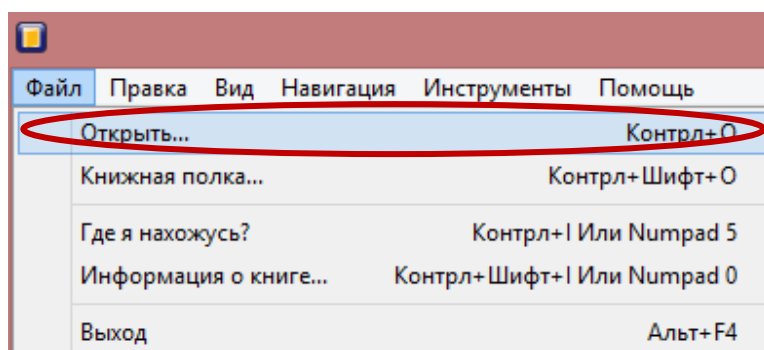 Файл Правка Вид Навигация Инструменты Помощь
Открыть... Контрл+O
Книжная полка... Контрл+Шифт+O
Где я нахожусь? Контрл+I Или Numpad 5
Информация о книге... Контрл+Шифт+I Или Numpad 0
Выход Альт+F4